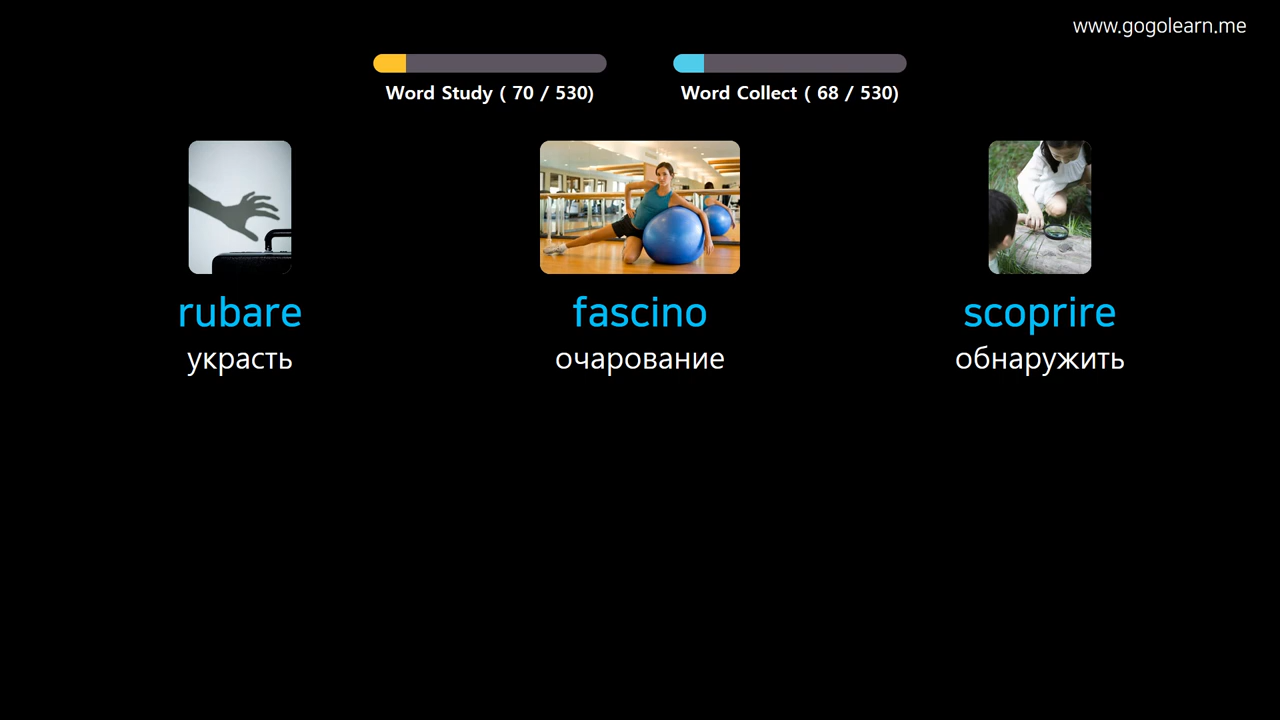 www.gogolearn.me
Word Study ( 70 / 530)
Word Collect ( 68 / 530)
rubare
украсть
fascino
очарование
scoprire
обнаружить